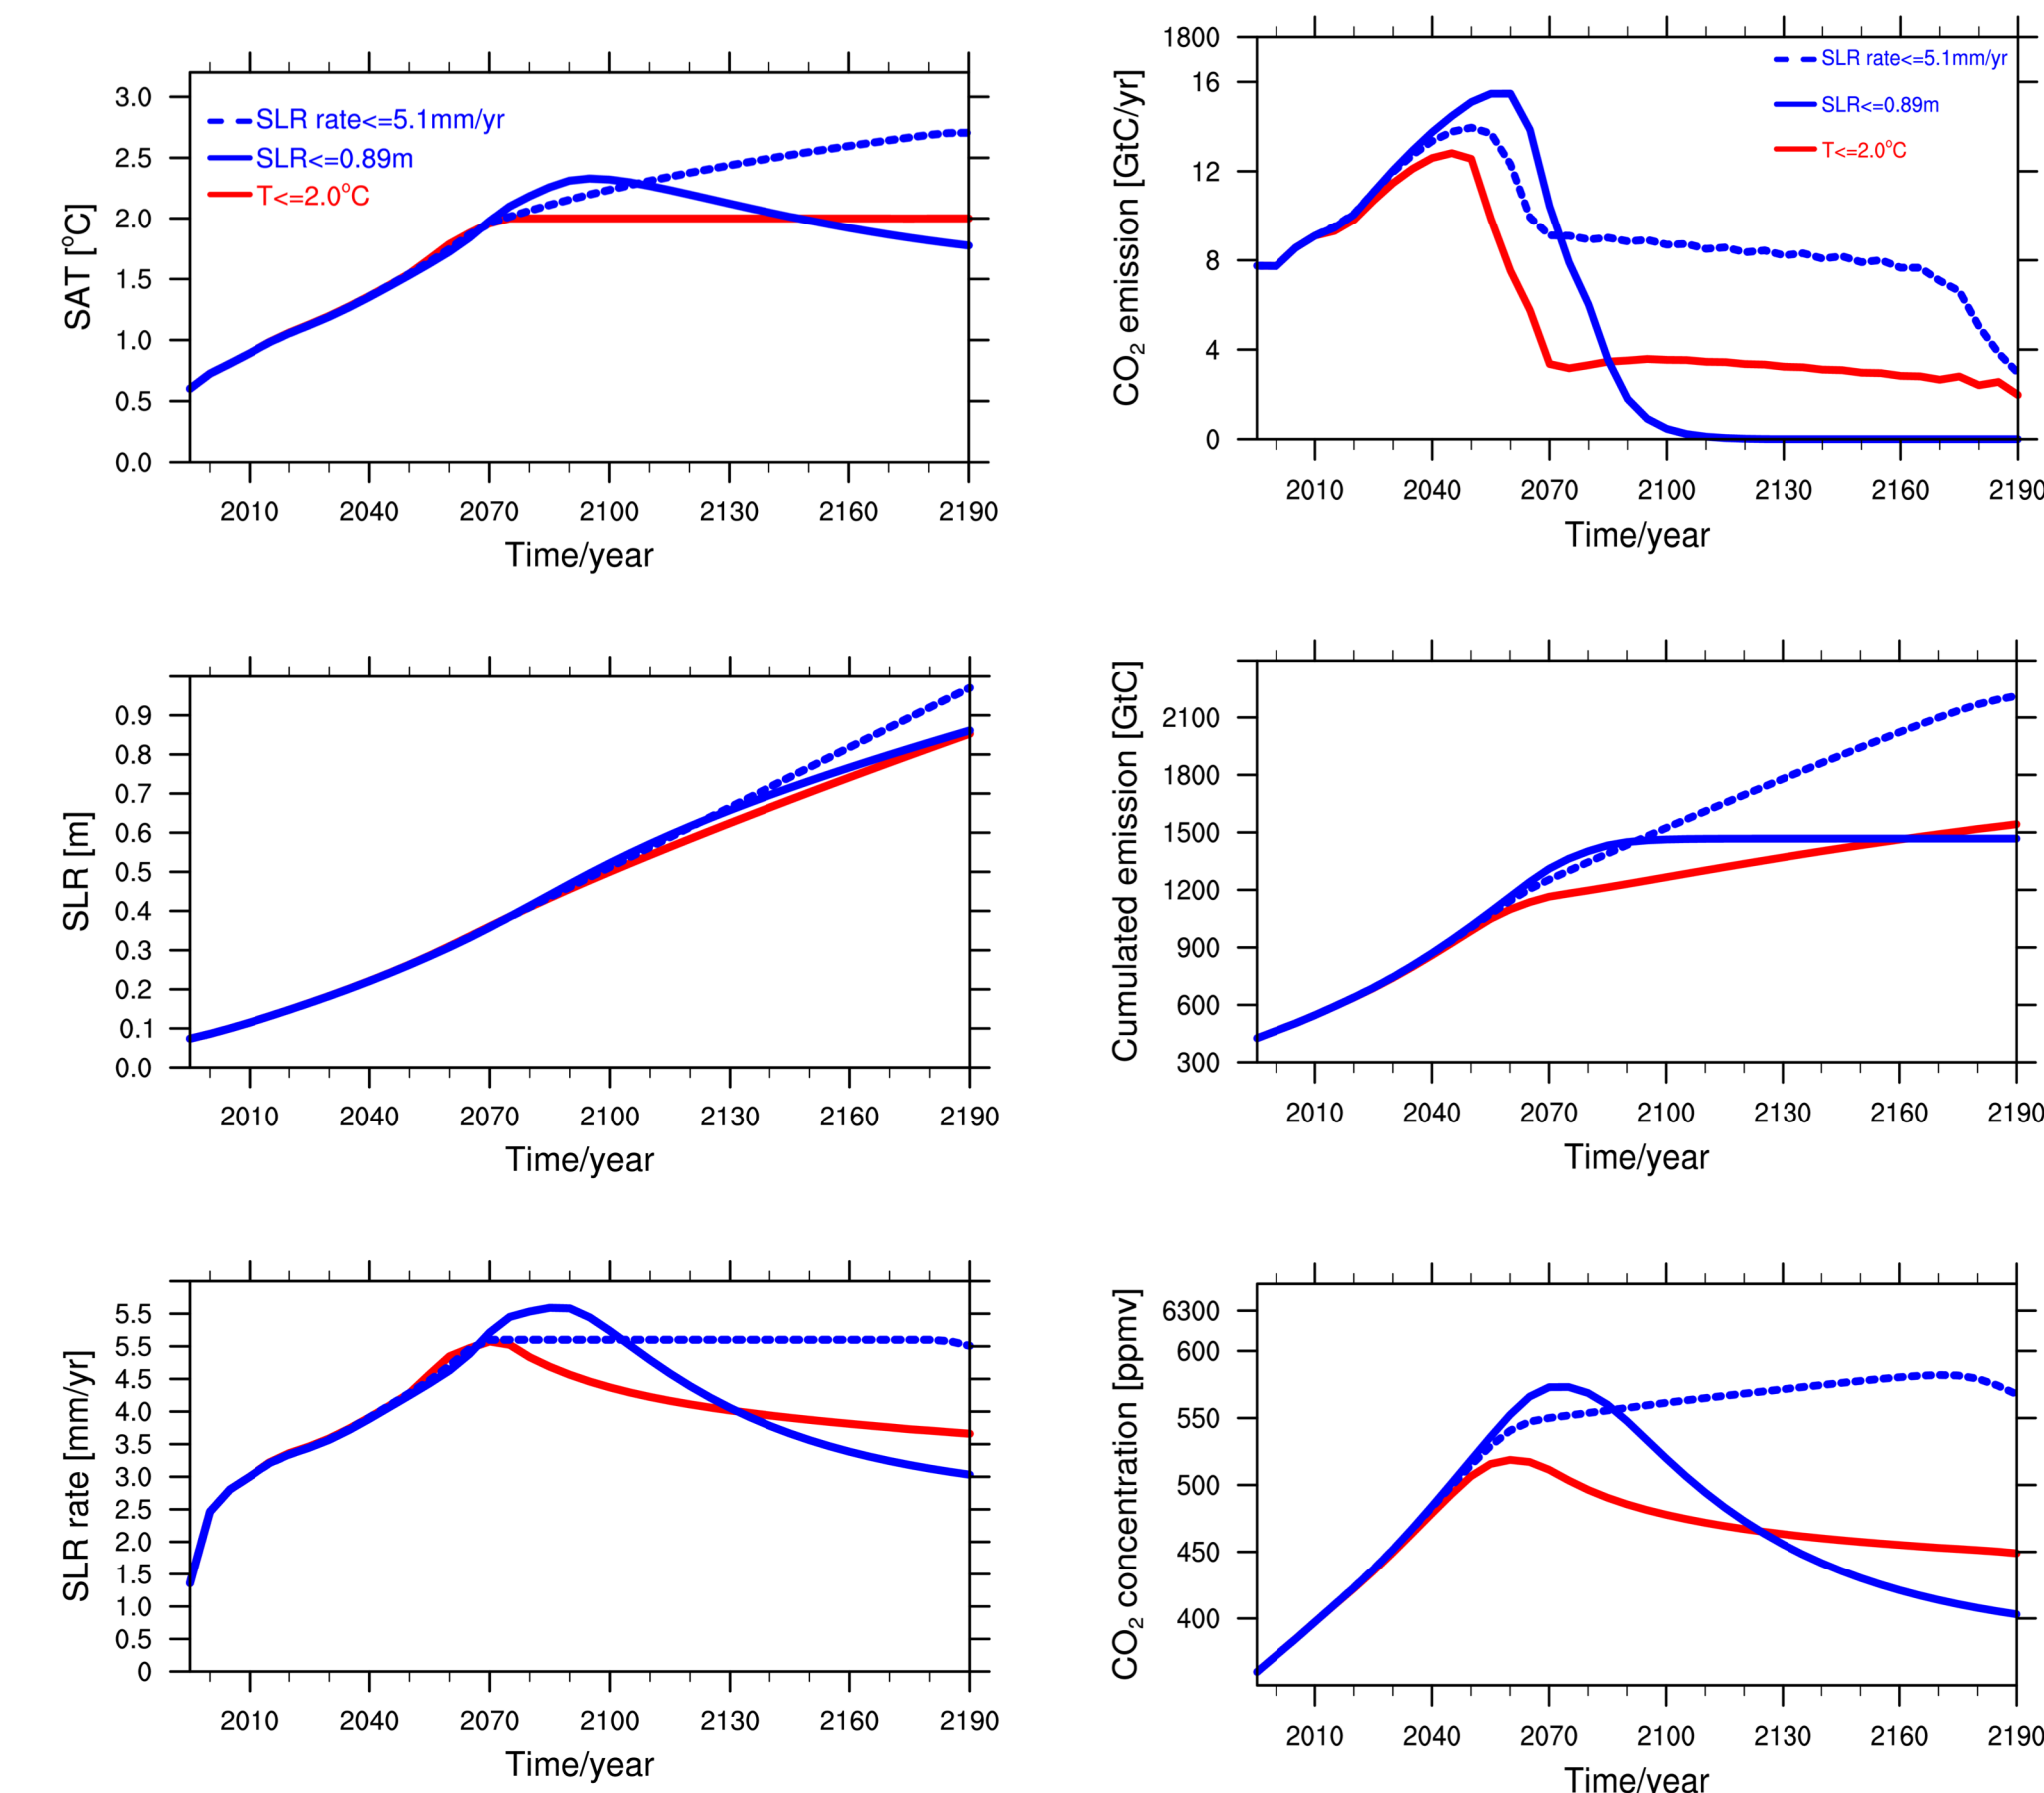 3.0
2.5
2.0
1.5
1.0
0.5
0.0
SAT [°C]
SLR rate<=5.1mm/yr
SLR<=0.89m
T<=2.0°C
2010 2040 2070 2100 2130 2160 2190
Time/year
1800
16
12
8
4
0
CO₂ emission [GtC/yr]
SLR rate<=5.1mm/yr
SLR<=0.89m
T<=2.0°C
2010 2040 2070 2100 2130 2160 2190
Time/year
0.9
0.8
0.7
0.6
0.5
0.4
0.3
0.2
0.1
0.0
SLR [m]
2010 2040 2070 2100 2130 2160 2190
Time/year
2100
1800
1500
1200
900
600
300
Cumulated emission [GtC]
2010 2040 2070 2100 2130 2160 2190
Time/year
5.5
5.5
4.5
4.0
3.5
3.0
2.5
2.0
1.5
1.0
0.5
0
SLR rate [mm/yr]
2010 2040 2070 2100 2130 2160 2190
Time/year
6300
600
550
500
450
400
CO₂ concentration [ppmv]
2010 2040 2070 2100 2130 2160 2190
Time/year